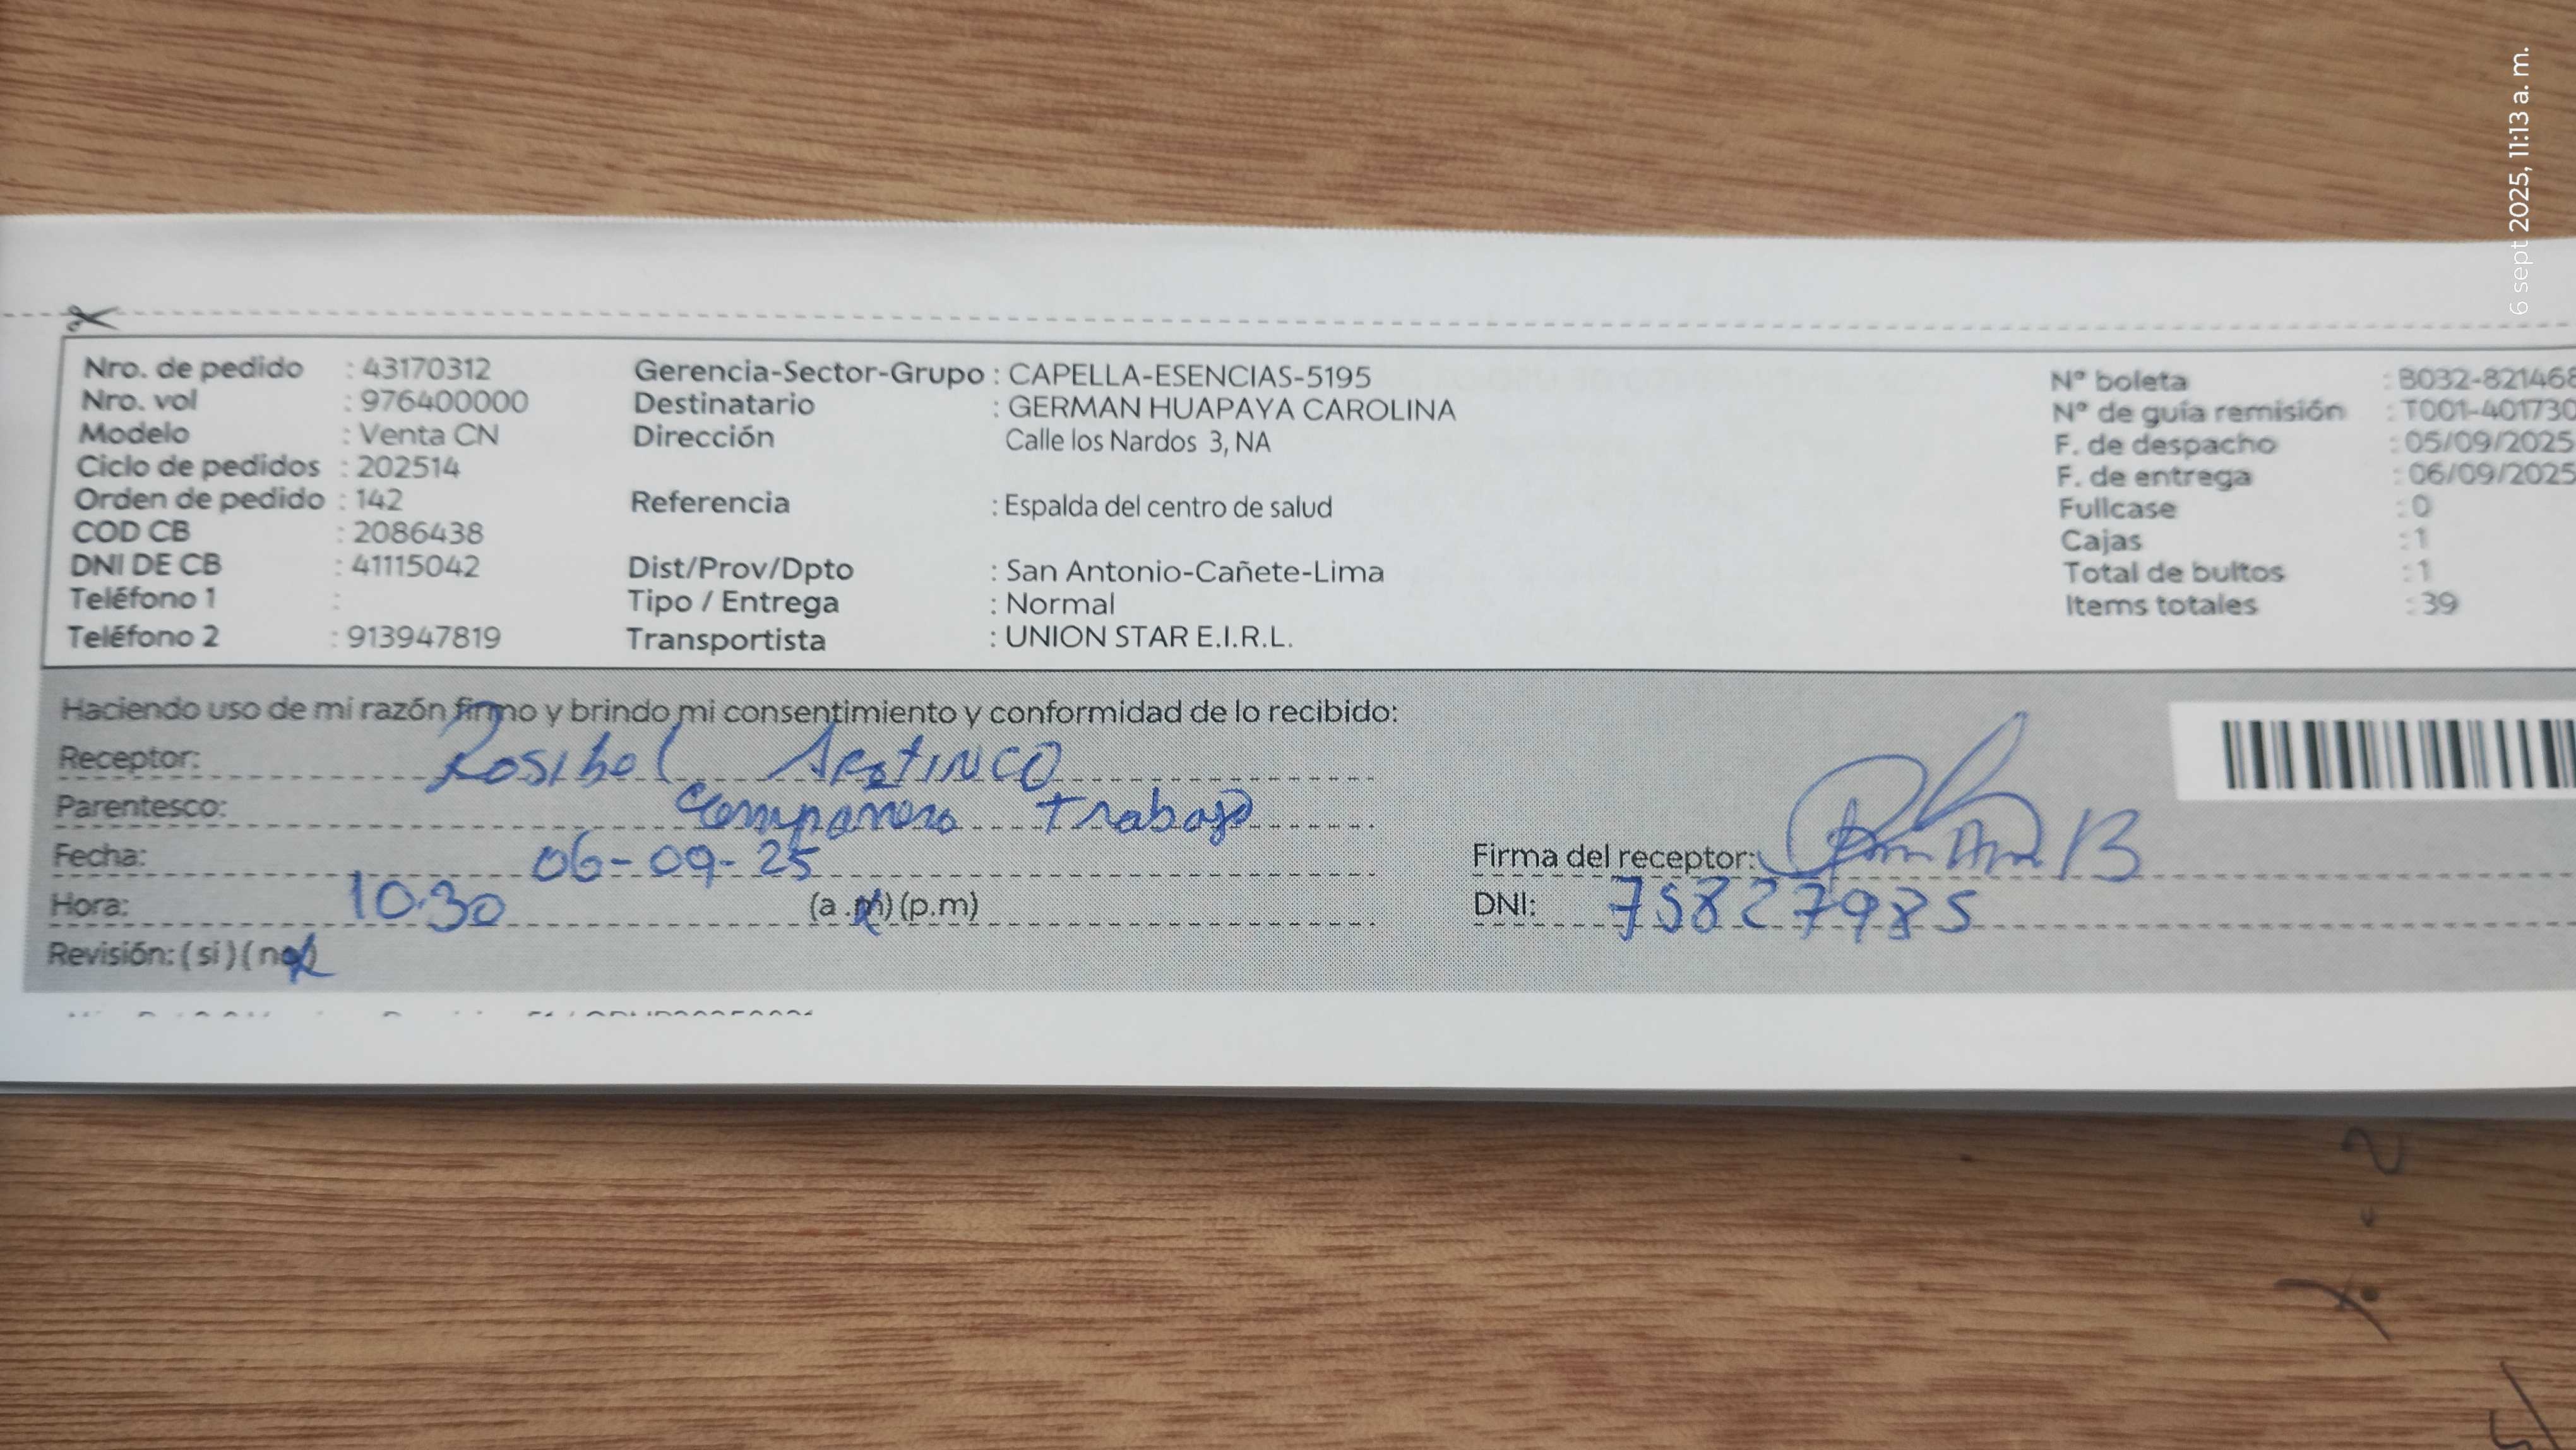 6 sept 2025, 11:13 a. m.
Nro. de pedido : 43170312
Nro. vol : 976400000
Modelo : Venta CN
Ciclo de pedidos : 202514
Orden de pedido : 142
COD CB : 2086438
DNI DE CB : 41115042
Teléfono 1 :
Teléfono 2 : 913947819
Gerencia-Sector-Grupo : CAPELLA-ESENCIAS-5195
Destinatario : GERMAN HUAPAYA CAROLINA
Dirección Calle los Nardos 3, NA
Referencia : Espalda del centro de salud
Dist/Prov/Dpto : San Antonio-Cañete-Lima
Tipo / Entrega : Normal
Transportista : UNION STAR E.I.R.L.
N° boleta : B032-821468
N° de guía remisión : T001-401730
F. de despacho : 05/09/2025
F. de entrega : 06/09/2025
Fullcase : 0
Cajas : 1
Total de bultos : 1
Items totales : 39
Haciendo uso de mi razón firmo y brindo mi consentimiento y conformidad de lo recibido:
Receptor: Rosibel
Parentesco: Compañera Trabajo
Fecha: 06-09-25
Hora: 10:30 (a.m) (p.m)
Revisión: ( si ) ( no )
Firma del receptor:
DNI: 75827985